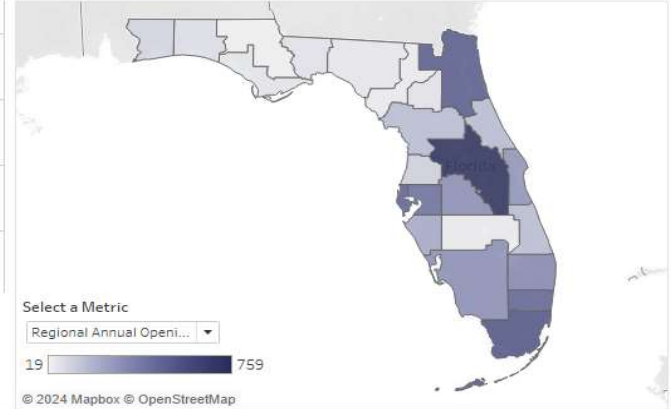 Florida
Select a Metric
Regional Annual Openi...
19 759
© 2024 Mapbox © OpenStreetMap